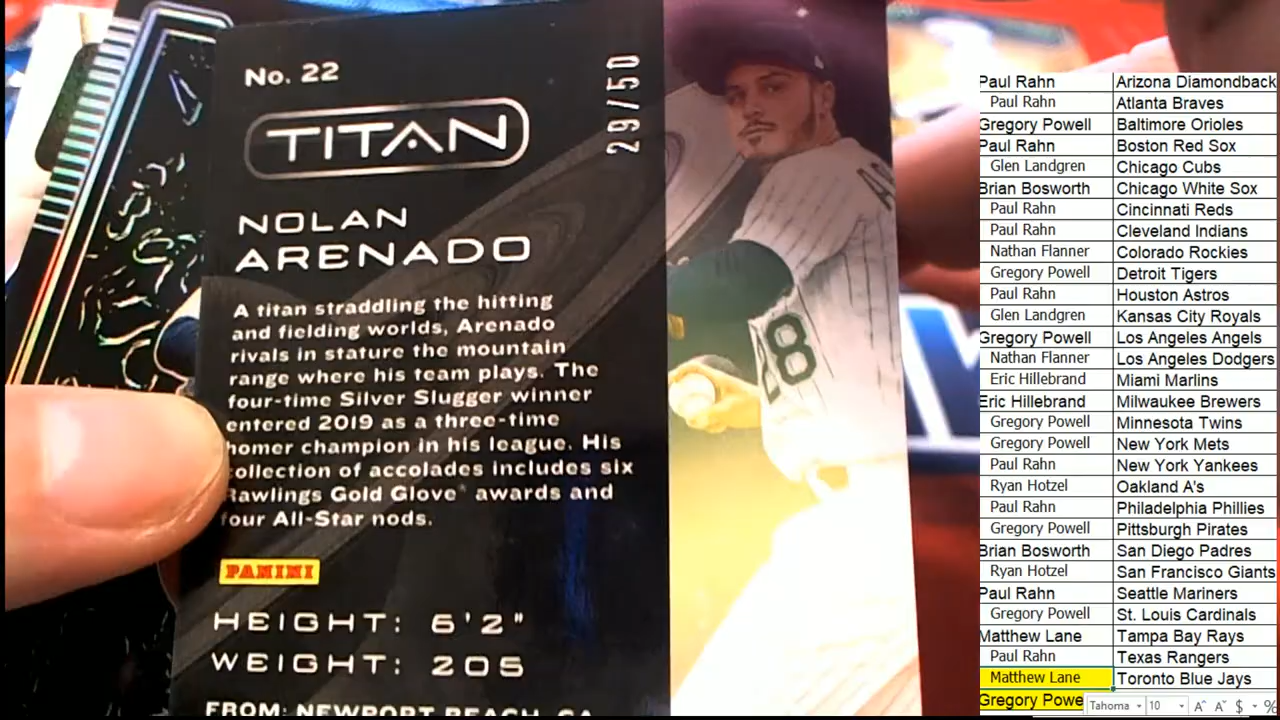 No. 22
29/50
TITAN
NOLAN
ARENADO
A titan straddling the hitting
and fielding worlds, Arenado
rivals in stature the mountain
range where his team plays. The
four-time Silver Slugger winner
entered 2019 as a three-time
homer champion in his league. His
ollection of accolades includes six
Rawlings Gold Glove® awards and
four All-Star nods.
PANINI
HEIGHT: 6'2"
WEIGHT: 205
FROM: NEWPORT BEACH, CA
28
Paul Rahn Arizona Diamondback
Paul Rahn Atlanta Braves
Gregory Powell Baltimore Orioles
Paul Rahn Boston Red Sox
Glen Landgren Chicago Cubs
Brian Bosworth Chicago White Sox
Paul Rahn Cincinnati Reds
Paul Rahn Cleveland Indians
Nathan Flanner Colorado Rockies
Gregory Powell Detroit Tigers
Paul Rahn Houston Astros
Glen Landgren Kansas City Royals
Gregory Powell Los Angeles Angels
Nathan Flanner Los Angeles Dodgers
Eric Hillebrand Miami Marlins
Eric Hillebrand Milwaukee Brewers
Gregory Powell Minnesota Twins
Gregory Powell New York Mets
Paul Rahn New York Yankees
Ryan Hotzel Oakland A's
Paul Rahn Philadelphia Phillies
Gregory Powell Pittsburgh Pirates
Brian Bosworth San Diego Padres
Ryan Hotzel San Francisco Giants
Paul Rahn Seattle Mariners
Gregory Powell St. Louis Cardinals
Matthew Lane Tampa Bay Rays
Paul Rahn Texas Rangers
Matthew Lane Toronto Blue Jays
Gregory Powe
Tahoma 10 A A $ %